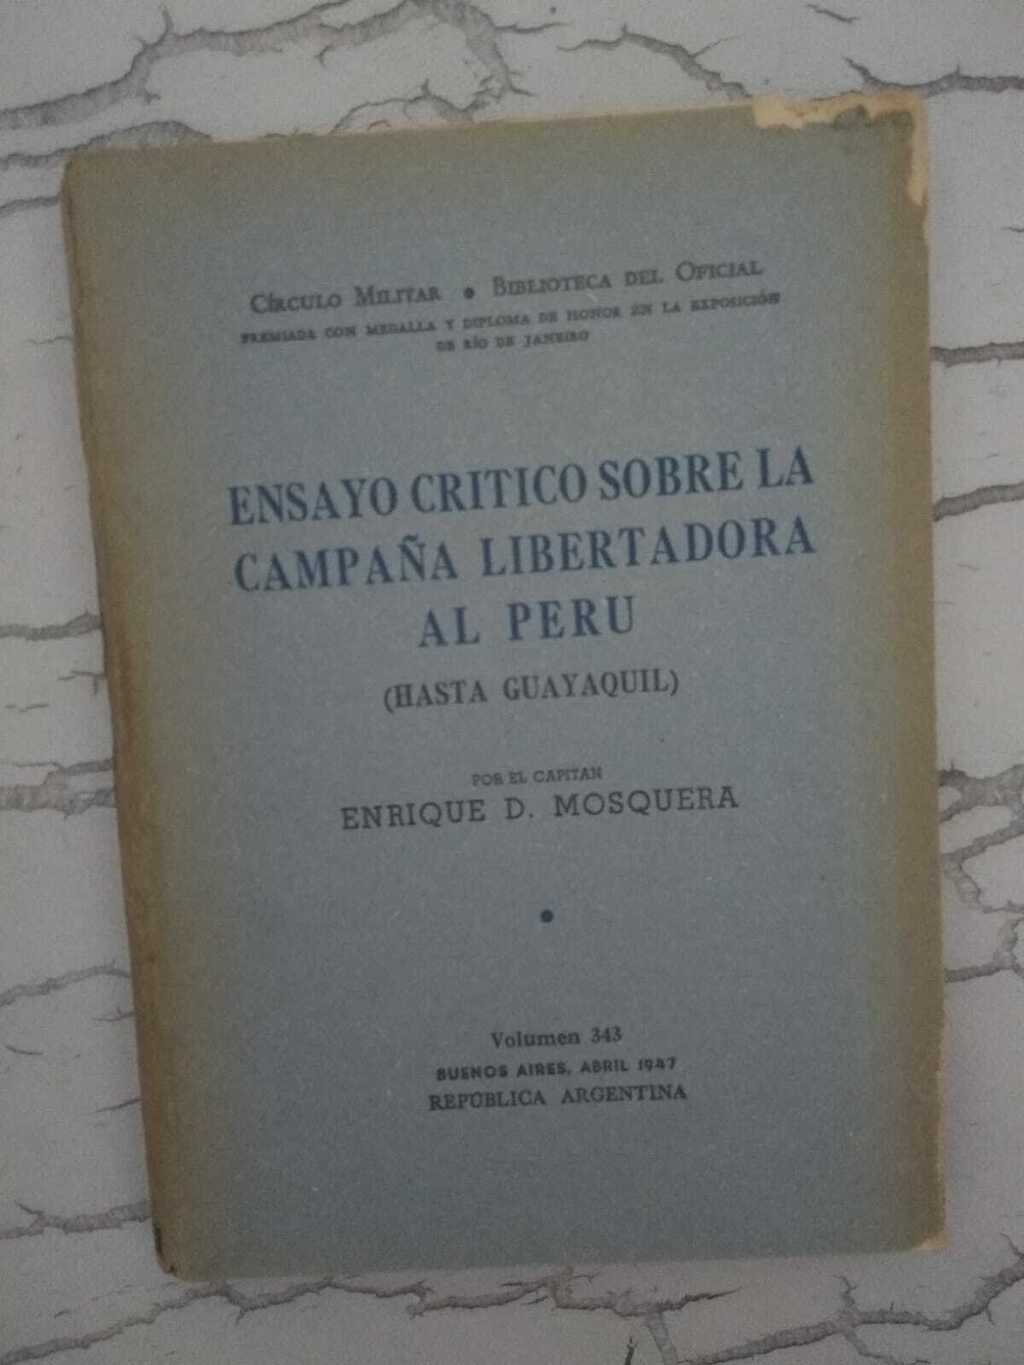 CÍRCULO MILITAR • BIBLIOTECA DEL OFICIAL
PREMIADA CON MEDALLA Y DIPLOMA DE HONOR EN LA EXPOSICIÓN
DE RÍO DE JANEIRO
ENSAYO CRITICO SOBRE LA
CAMPAÑA LIBERTADORA
AL PERU
(HASTA GUAYAQUIL)
POR EL CAPITAN
ENRIQUE D. MOSQUERA
Volumen 343
BUENOS AIRES, ABRIL 1947
REPÚBLICA ARGENTINA